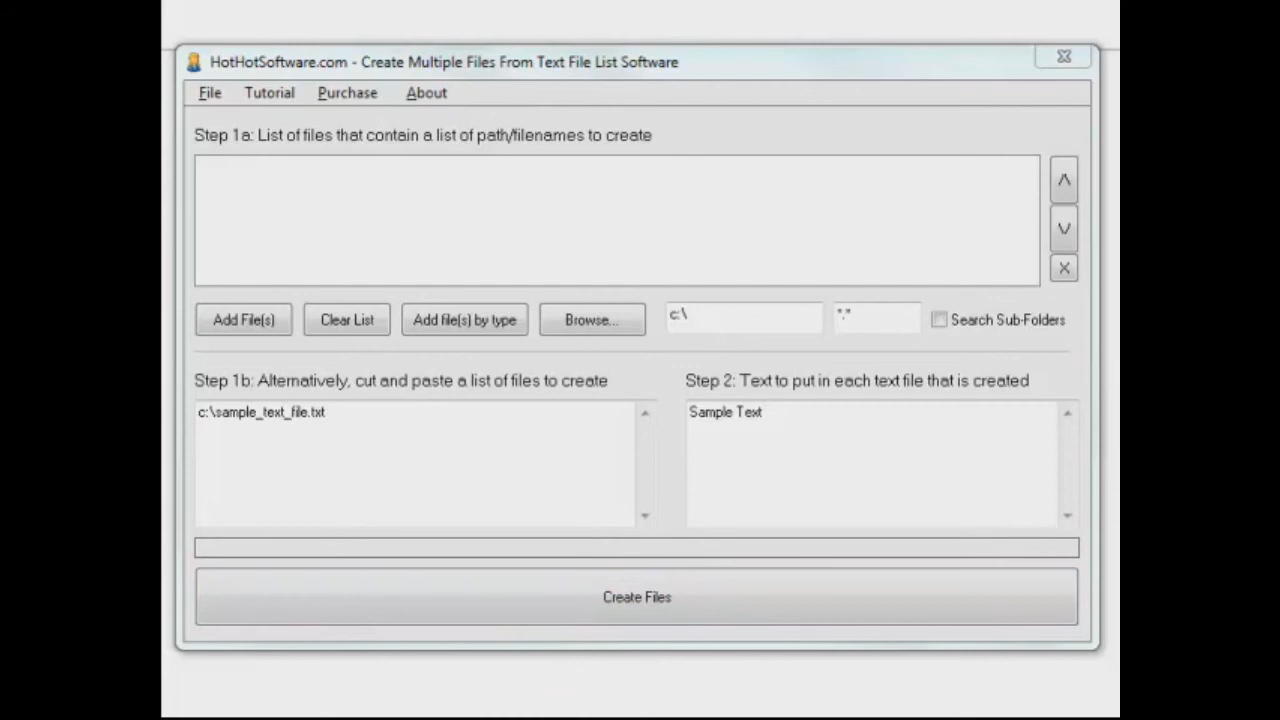 HotHotSoftware.com - Create Multiple Files From Text File List Software
File Tutorial Purchase About
Step 1a: List of files that contain a list of path/filenames to create
Add File(s) Clear List Add file(s) by type Browse... c:\ *.* Search Sub-Folders
Step 1b: Alternatively, cut and paste a list of files to create
c:\sample_text_file.txt
Step 2: Text to put in each text file that is created
Sample Text
Create Files